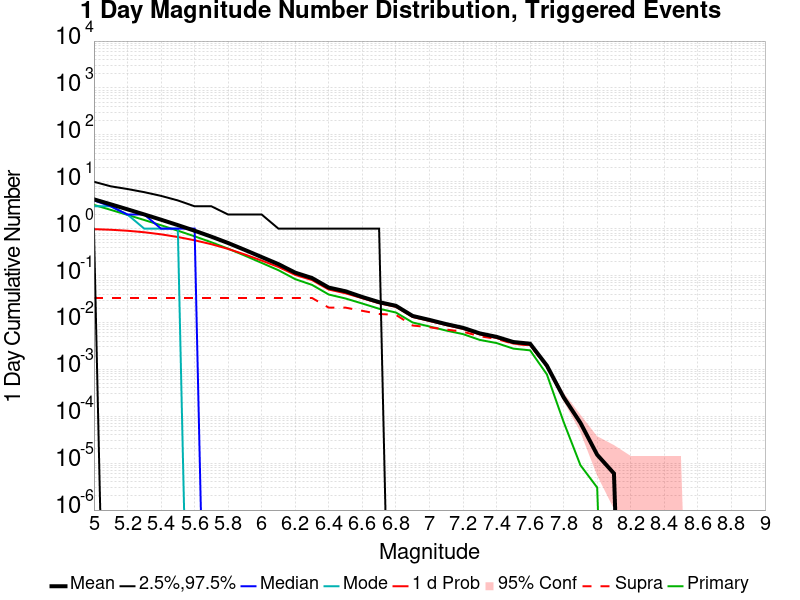 1 Day Magnitude Number Distribution, Triggered Events
1 Day Cumulative Number
10^4
10^3
10^2
10^1
10^0
10^-1
10^-2
10^-3
10^-4
10^-5
10^-6
5 5.2 5.4 5.6 5.8 6 6.2 6.4 6.6 6.8 7 7.2 7.4 7.6 7.8 8 8.2 8.4 8.6 8.8 9
Magnitude
Mean 2.5%,97.5% Median Mode 1 d Prob 95% Conf Supra Primary